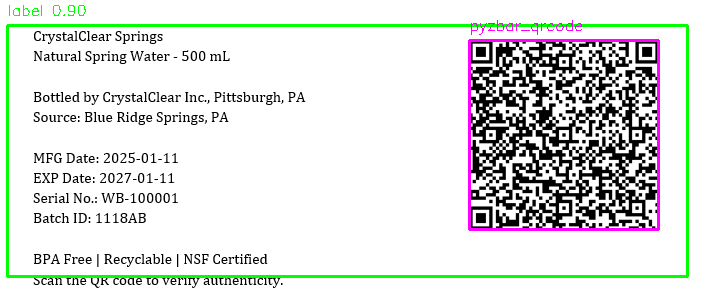 label 0.90
pyzbar_qrcode
CrystalClear Springs
Natural Spring Water - 500 mL
Bottled by CrystalClear Inc., Pittsburgh, PA
Source: Blue Ridge Springs, PA
MFG Date: 2025-01-11
EXP Date: 2027-01-11
Serial No.: WB-100001
Batch ID: 1118AB
BPA Free | Recyclable | NSF Certified
Scan the QR code to verify authenticity.